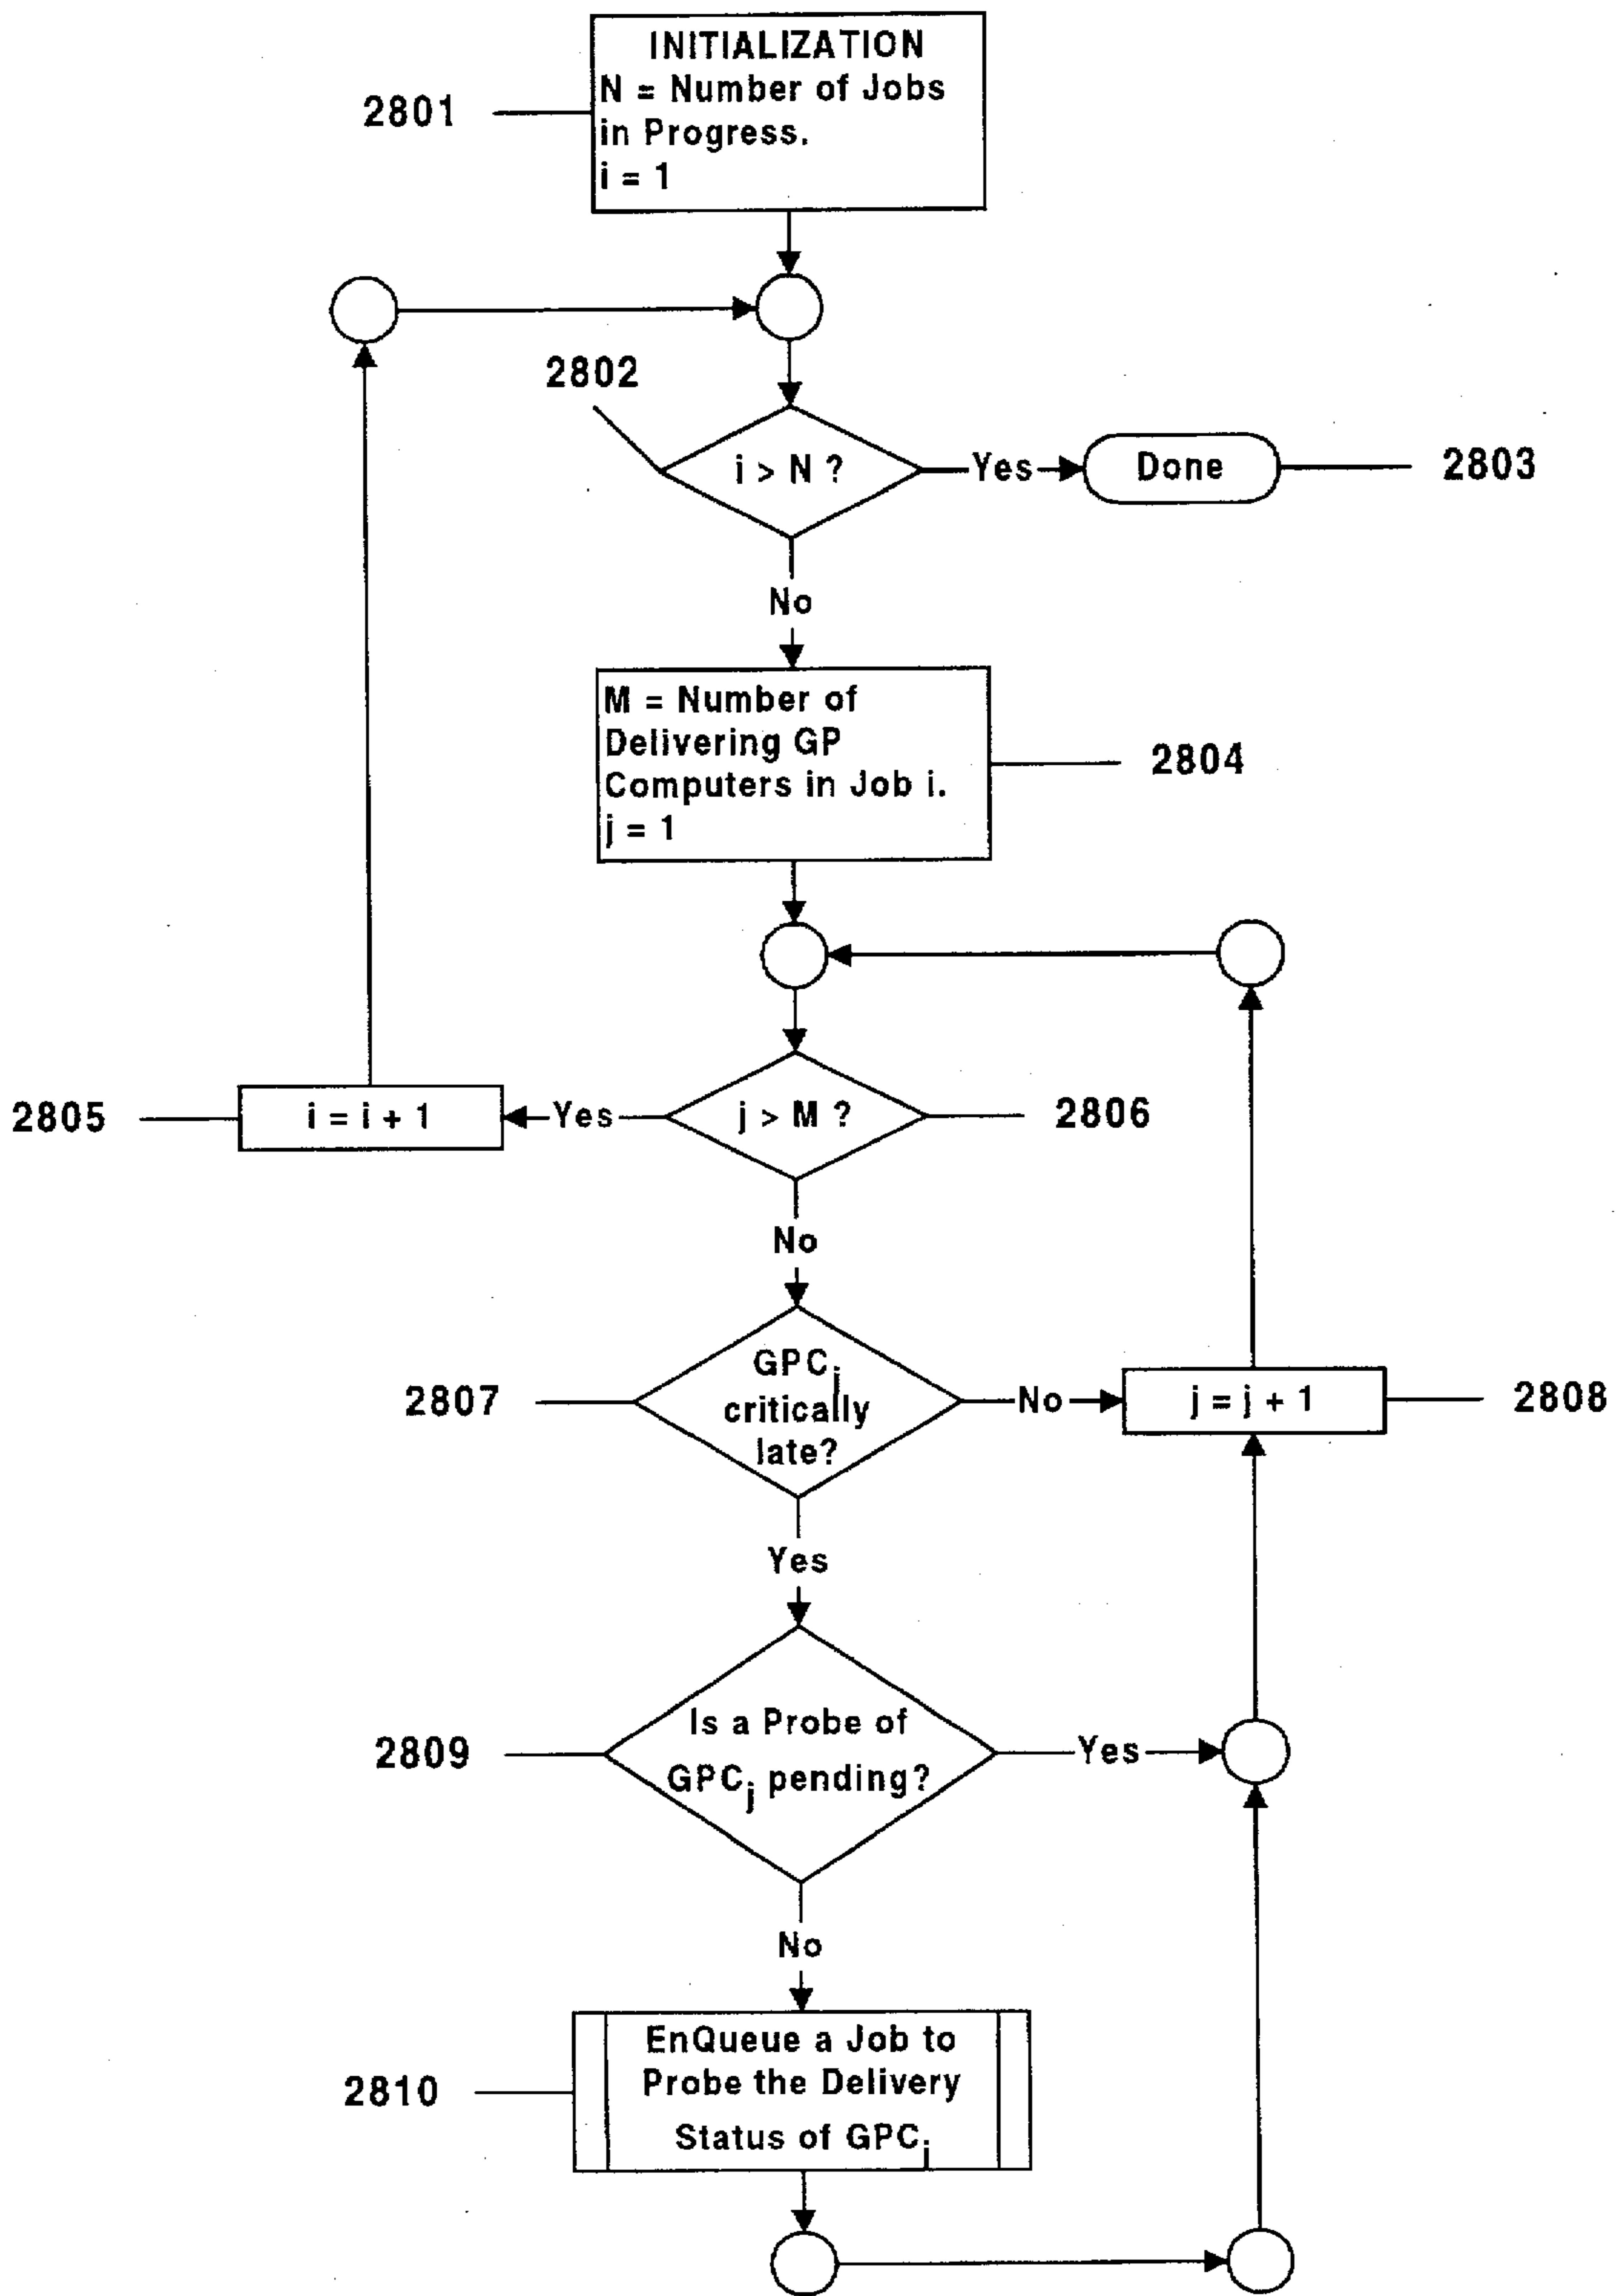 INITIALIZATION
N = Number of Jobs
in Progress.
i = 1
2801
2802
i > N ?
Yes
Done
2803
No
M = Number of
Delivering GP
Computers in Job i.
j = 1
2804
2805
i = i + 1
Yes
j > M ?
2806
No
2807
GPCj
critically
late?
No
j = j + 1
2808
Yes
2809
Is a Probe of
GPCj pending?
Yes
No
2810
EnQueue a Job to
Probe the Delivery
Status of GPCj